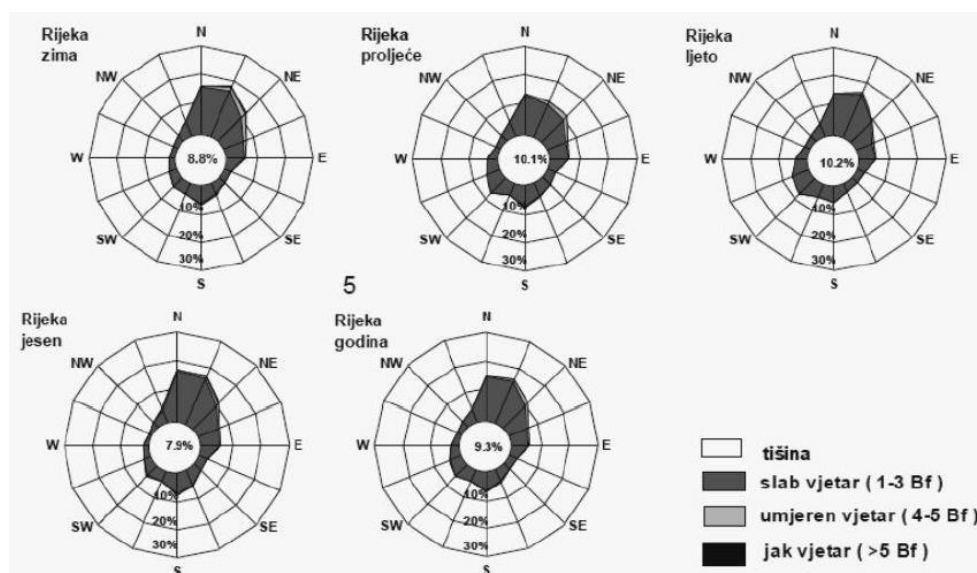 Rijeka
zima
N
NE
E
SE
S
SW
W
NW
8.8%
10%
20%
30%
Rijeka
proljeće
N
NE
E
SE
S
SW
W
NW
10.1%
10%
20%
30%
Rijeka
ljeto
N
NE
E
SE
S
SW
W
NW
10.2%
10%
20%
30%
5
Rijeka
jesen
N
NE
E
SE
S
SW
W
NW
7.9%
10%
20%
30%
Rijeka
godina
N
NE
E
SE
S
SW
W
NW
9.3%
10%
20%
30%
tišina
slab vjetar ( 1-3 Bf )
umjeren vjetar ( 4-5 Bf )
jak vjetar ( >5 Bf )